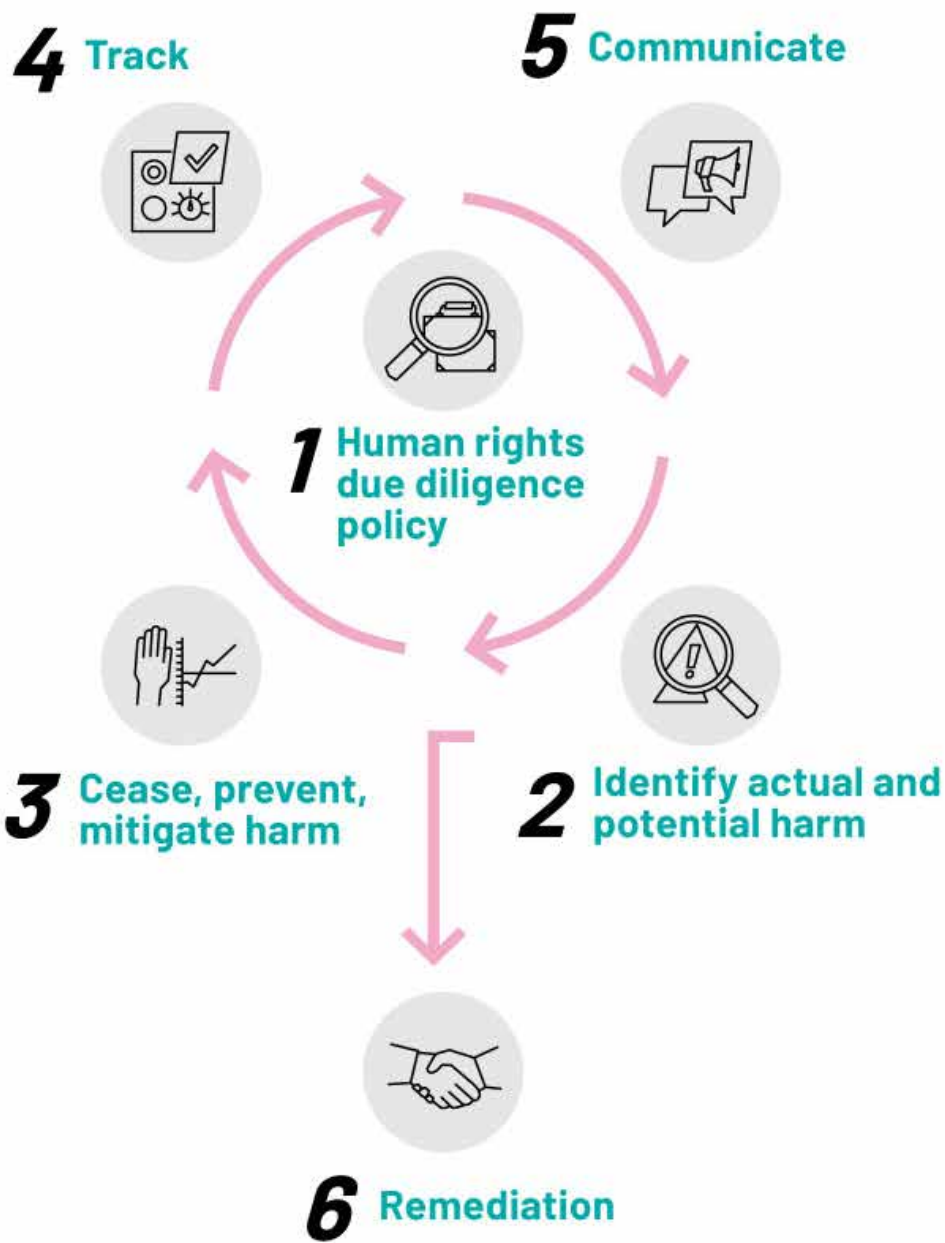 4 Track
5 Communicate
1 Human rights
due diligence
policy
3 Cease, prevent,
mitigate harm
2 Identify actual and
potential harm
6 Remediation